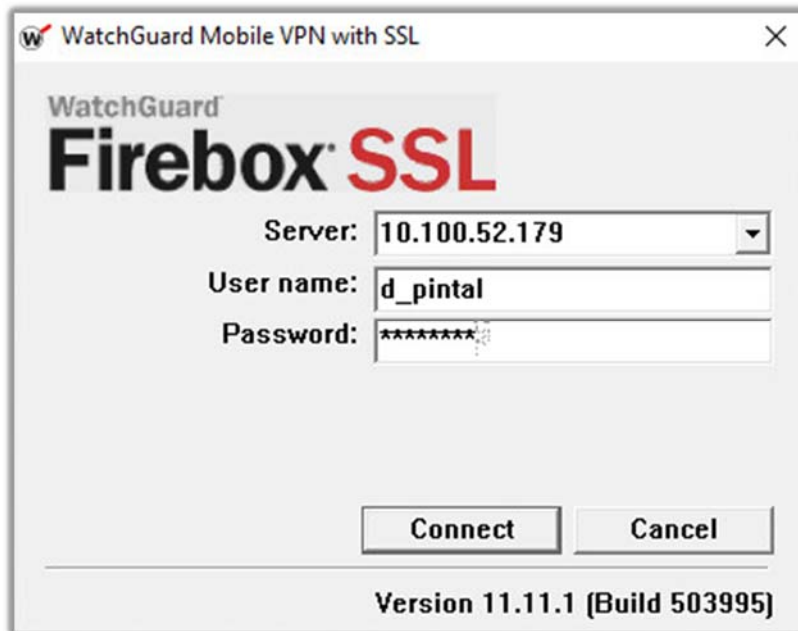 WatchGuard Mobile VPN with SSL
WatchGuard
Firebox SSL
Server: 10.100.52.179
User name: d_pintal
Password: ********
Connect Cancel
Version 11.11.1 (Build 503995)